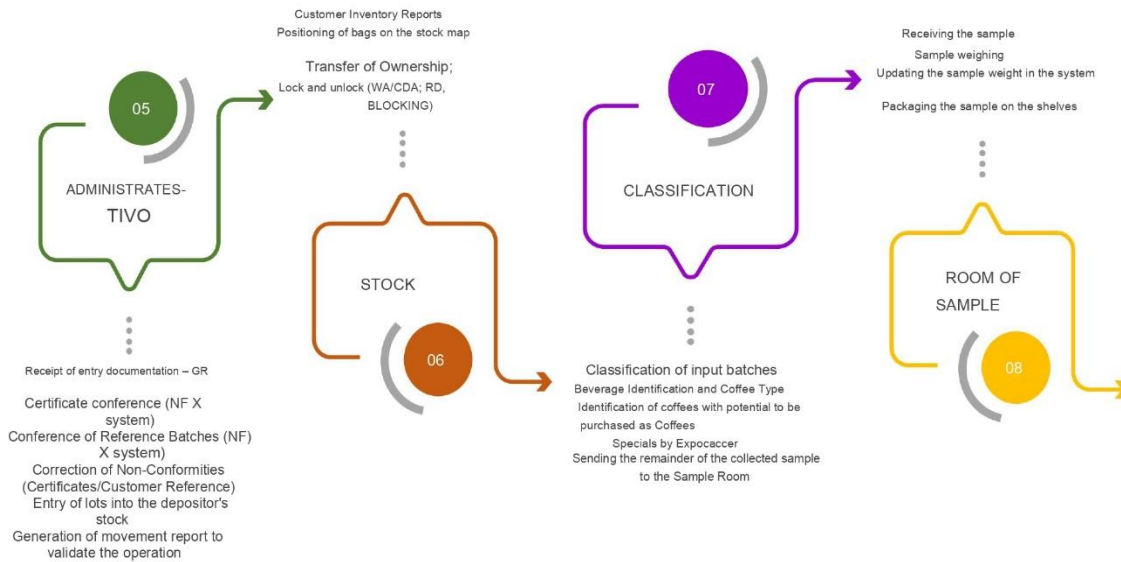 05
ADMINISTRATES-
TIVO
Receipt of entry documentation – GR
Certificate conference (NF X
system)
Conference of Reference Batches (NF)
X system)
Correction of Non-Conformities
(Certificates/Customer Reference)
Entry of lots into the depositor's
stock
Generation of movement report to
validate the operation
Customer Inventory Reports
Positioning of bags on the stock map
Transfer of Ownership;
Lock and unlock (WA/CDA; RD,
BLOCKING)
STOCK
06
07
CLASSIFICATION
Classification of input batches
Beverage Identification and Coffee Type
Identification of coffees with potential to be
purchased as Coffees
Specials by Expocaccer
Sending the remainder of the collected sample
to the Sample Room
Receiving the sample
Sample weighing
Updating the sample weight in the system
Packaging the sample on the shelves
ROOM OF
SAMPLE
08